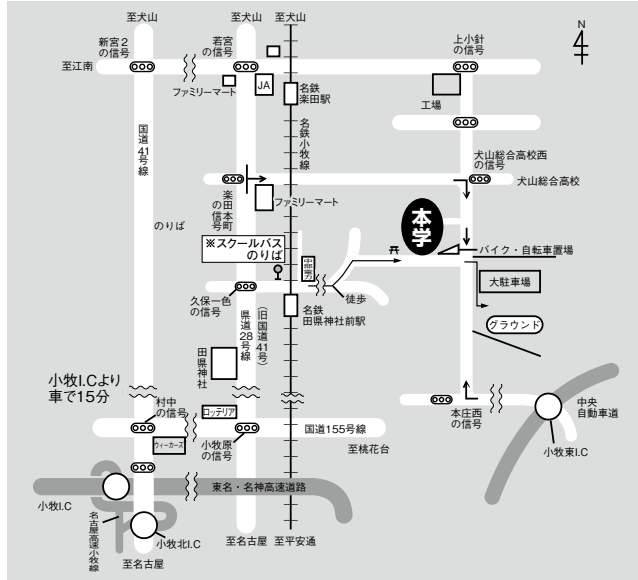 至犬山
至犬山
至犬山
新宮2
の信号
若宮
の信号
上小針
の信号
N
至江南
ファミリーマート
JA
名鉄
楽田駅
工場
国道41号線
名鉄小牧線
犬山総合高校西
の信号
犬山総合高校
楽田本町
の信号
ファミリーマート
のりば
※スクールバス
のりば
本学
バイク・自転車置場
大駐車場
徒歩
久保一色
の信号
名鉄
田県神社前駅
グラウンド
県道28号線
(旧国道41号)
田県神社
小牧I.Cより
車で15分
村中
の信号
ロッテリア
国道155号線
本庄西
の信号
中央
自動車道
ウィーカーズ
小牧原
の信号
至桃花台
小牧東I.C
東名・名神高速道路
小牧I.C
名古屋高速小牧線
小牧北I.C
至名古屋
至名古屋
至平安通